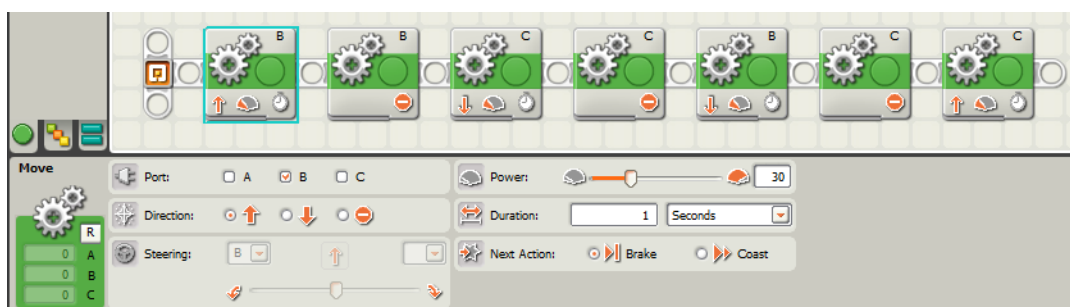 B B C C B C C
Move
R
0 A
0 B
0 C
Port: A B C
Direction:
Steering: B
Power: 30
Duration: 1 Seconds
Next Action: Brake Coast